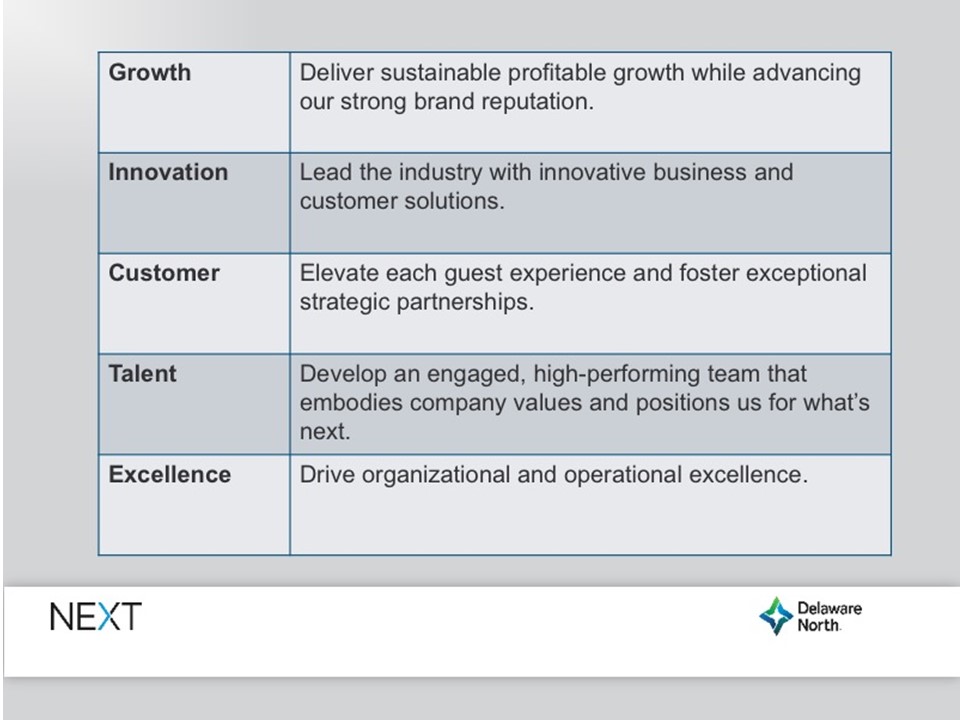 Growth
Deliver sustainable profitable growth while advancing
our strong brand reputation.
Innovation
Lead the industry with innovative business and
customer solutions.
Customer
Elevate each guest experience and foster exceptional
strategic partnerships.
Talent
Develop an engaged, high-performing team that
embodies company values and positions us for what’s
next.
Excellence
Drive organizational and operational excellence.
NEXT
Delaware
North.